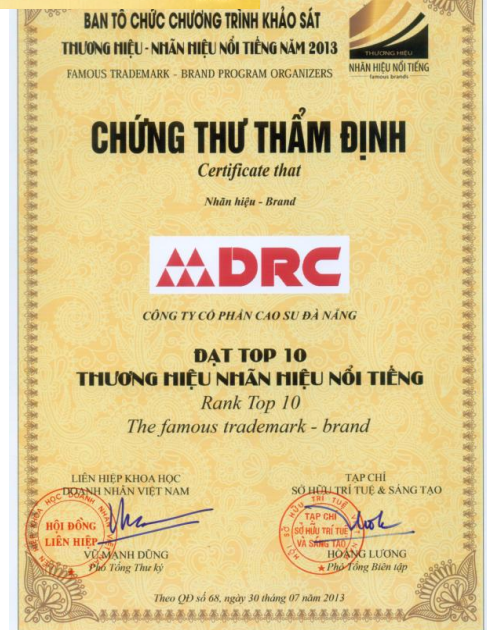 BAN TỔ CHỨC CHƯƠNG TRÌNH KHẢO SÁT
THƯƠNG HIỆU - NHÃN HIỆU NỔI TIẾNG NĂM 2013
FAMOUS TRADEMARK - BRAND PROGRAM ORGANIZERS
THƯƠNG HIỆU
NHÃN HIỆU NỔI TIẾNG
famous brands
CHỨNG THƯ THẨM ĐỊNH
Certificate that
Nhãn hiệu - Brand
DRC
CÔNG TY CỔ PHẦN CAO SU ĐÀ NẴNG
ĐẠT TOP 10
THƯƠNG HIỆU NHÃN HIỆU NỔI TIẾNG
Rank Top 10
The famous trademark - brand
LIÊN HIỆP KHOA HỌC
DOANH NHÂN VIỆT NAM
HỘI ĐỒNG
LIÊN HIỆP
VŨ MẠNH DŨNG
Phó Tổng Thư ký
TẠP CHÍ
SỞ HỮU TRÍ TUỆ & SÁNG TẠO
TẠP CHÍ
SỞ HỮU TRÍ TUỆ
VÀ SÁNG TẠO
HOÀNG LƯƠNG
Phó Tổng Biên tập
Theo QĐ số 68, ngày 30 tháng 07 năm 2013